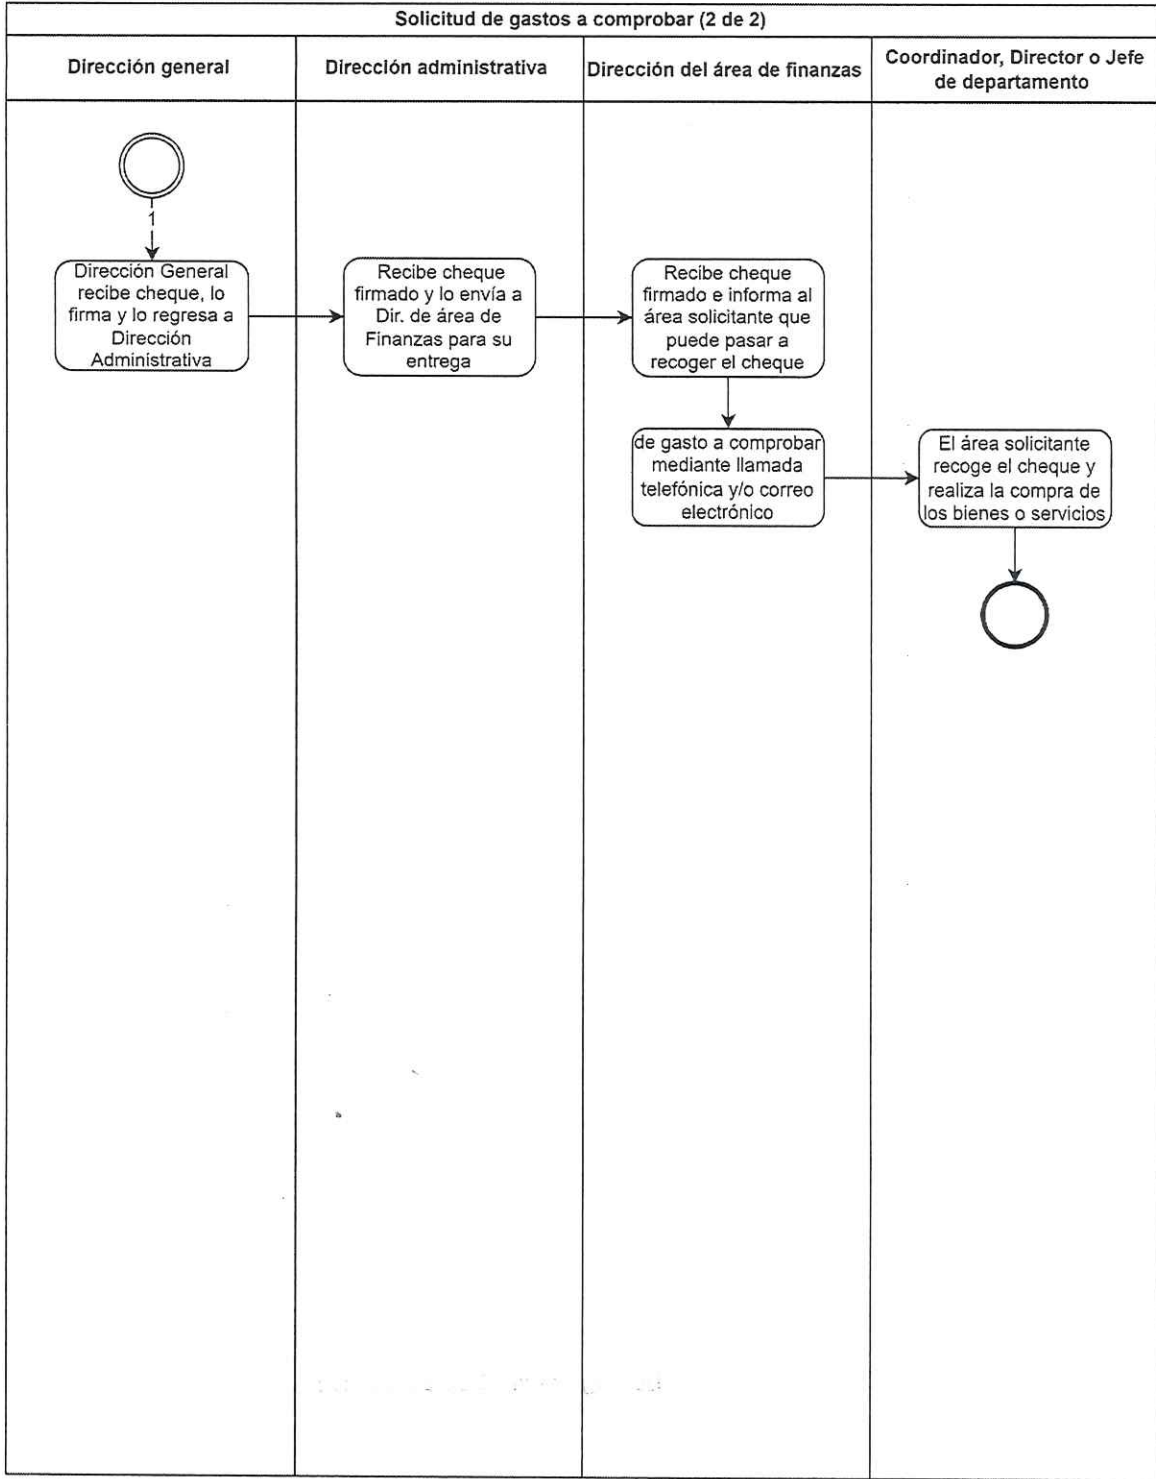 Solicitud de gastos a comprobar (2 de 2)
Dirección general
Dirección administrativa
Dirección del área de finanzas
Coordinador, Director o Jefe
de departamento
1
Dirección General
recibe cheque, lo
firma y lo regresa a
Dirección
Administrativa
Recibe cheque
firmado y lo envía a
Dir. de área de
Finanzas para su
entrega
Recibe cheque
firmado e informa al
área solicitante que
puede pasar a
recoger el cheque
de gasto a comprobar
mediante llamada
telefónica y/o correo
electrónico
El área solicitante
recoge el cheque y
realiza la compra de
los bienes o servicios